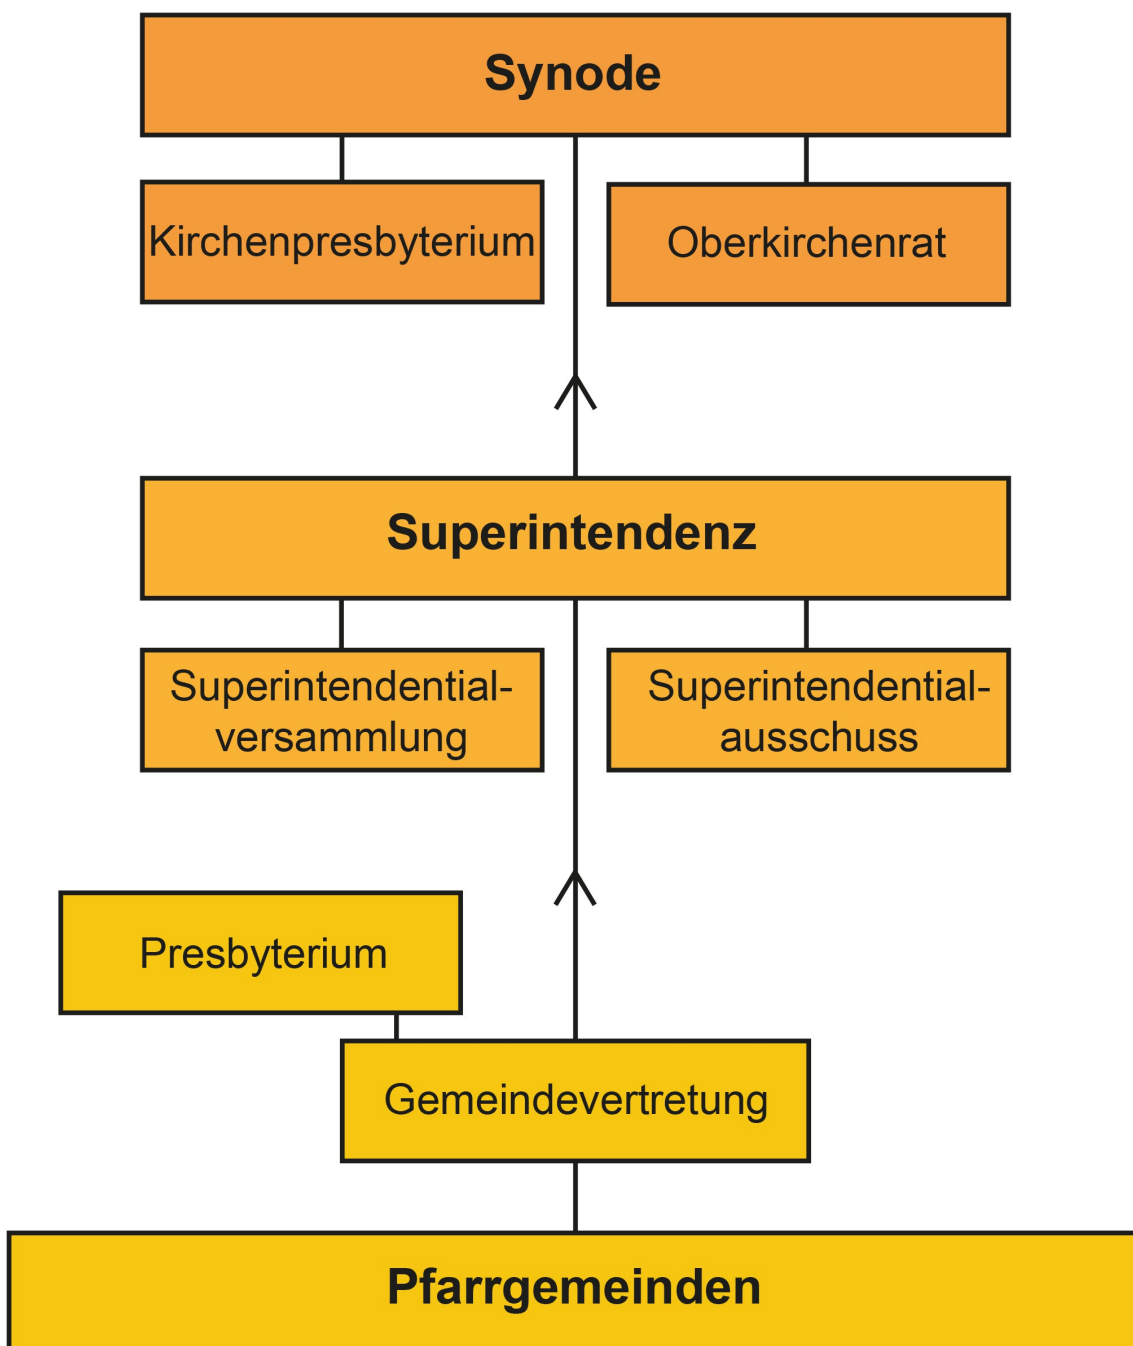 Synode
Kirchenpresbyterium
Oberkirchenrat
Superintendenz
Superintendential-
versammlung
Superintendential-
ausschuss
Presbyterium
Gemeindevertretung
Pfarrgemeinden